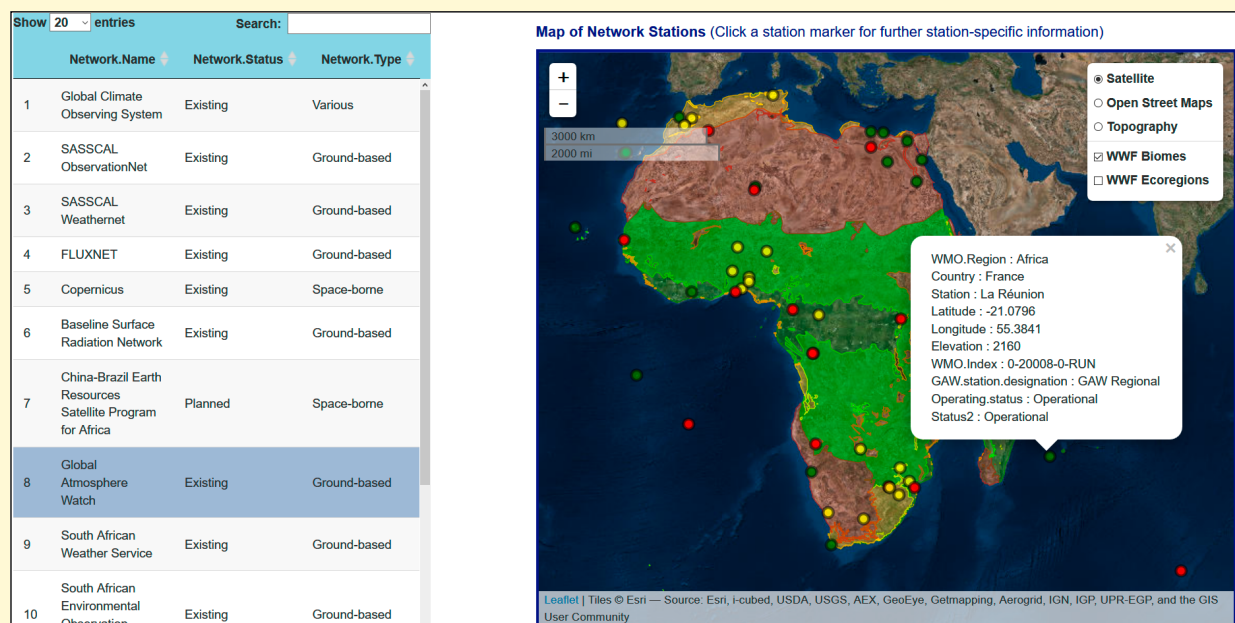 Show 20 entries
Search:
Network.Name Network.Status Network.Type
1 Global Climate Observing System Existing Various
2 SASSCAL ObservationNet Existing Ground-based
3 SASSCAL Weathernet Existing Ground-based
4 FLUXNET Existing Ground-based
5 Copernicus Existing Space-borne
6 Baseline Surface Radiation Network Existing Ground-based
7 China-Brazil Earth Resources Satellite Program for Africa Planned Space-borne
8 Global Atmosphere Watch Existing Ground-based
9 South African Weather Service Existing Ground-based
10 South African Environmental Observation Existing Ground-based
Map of Network Stations (Click a station marker for further station-specific information)
+
−
3000 km
2000 mi
Satellite
Open Street Maps
Topography
WWF Biomes
WWF Ecoregions
×
WMO.Region : Africa
Country : France
Station : La Réunion
Latitude : -21.0796
Longitude : 55.3841
Elevation : 2160
WMO.Index : 0-20008-0-RUN
GAW.station.designation : GAW Regional
Operating.status : Operational
Status2 : Operational
Leaflet | Tiles © Esri — Source: Esri, i-cubed, USDA, USGS, AEX, GeoEye, Getmapping, Aerogrid, IGN, IGP, UPR-EGP, and the GIS
User Community